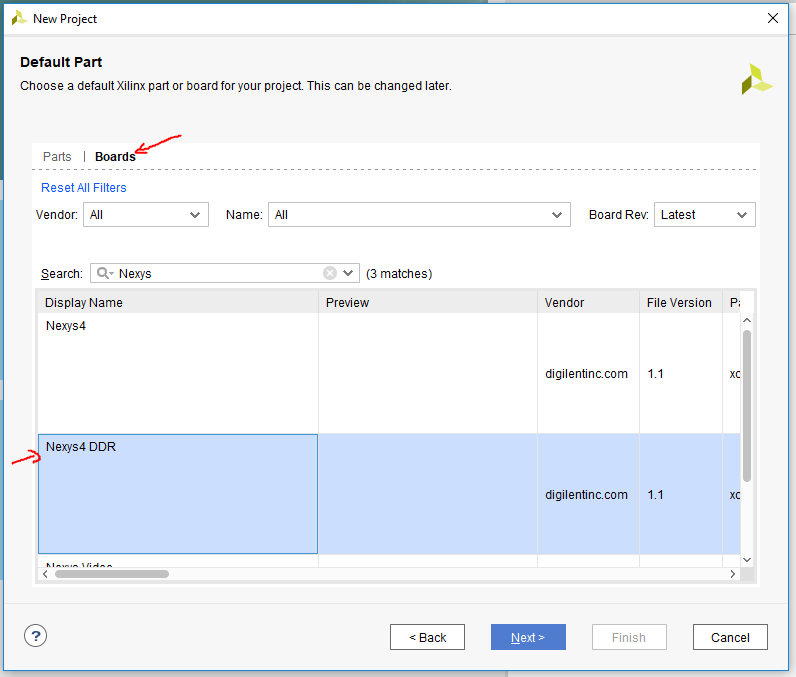 New Project
Default Part
Choose a default Xilinx part or board for your project. This can be changed later.
Parts | Boards
Reset All Filters
Vendor: All Name: All Board Rev: Latest
Search: Nexys (3 matches)
Display Name Preview Vendor File Version
Nexys4
digilentinc.com 1.1 xc
Nexys4 DDR
digilentinc.com 1.1 xc
Nexys Video
? < Back Next > Finish Cancel